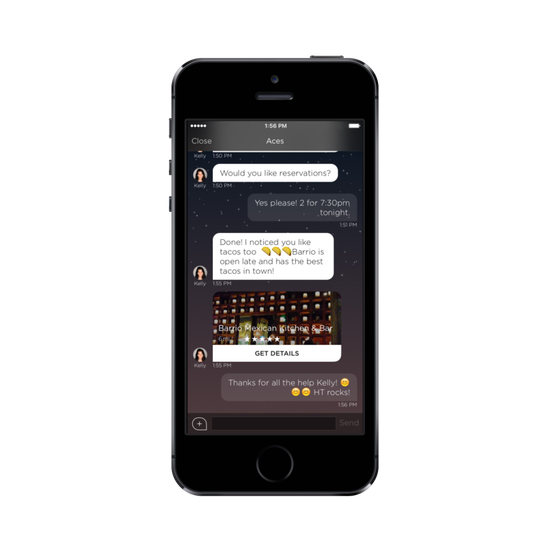 1:56 PM
Close
Aces
Kelly
1:50 PM
Would you like reservations?
Kelly
1:50 PM
Yes please! 2 for 7:30pm
tonight.
1:51 PM
Done! I noticed you like
tacos too 🌮🌮🌮Barrio is
open late and has the best
tacos in town!
Kelly
1:55 PM
Barrio Mexican Kitchen & Bar
★★★★★
GET DETAILS
Kelly
1:55 PM
Thanks for all the help Kelly! 😊
😊😊 HT rocks!
1:56 PM
Send